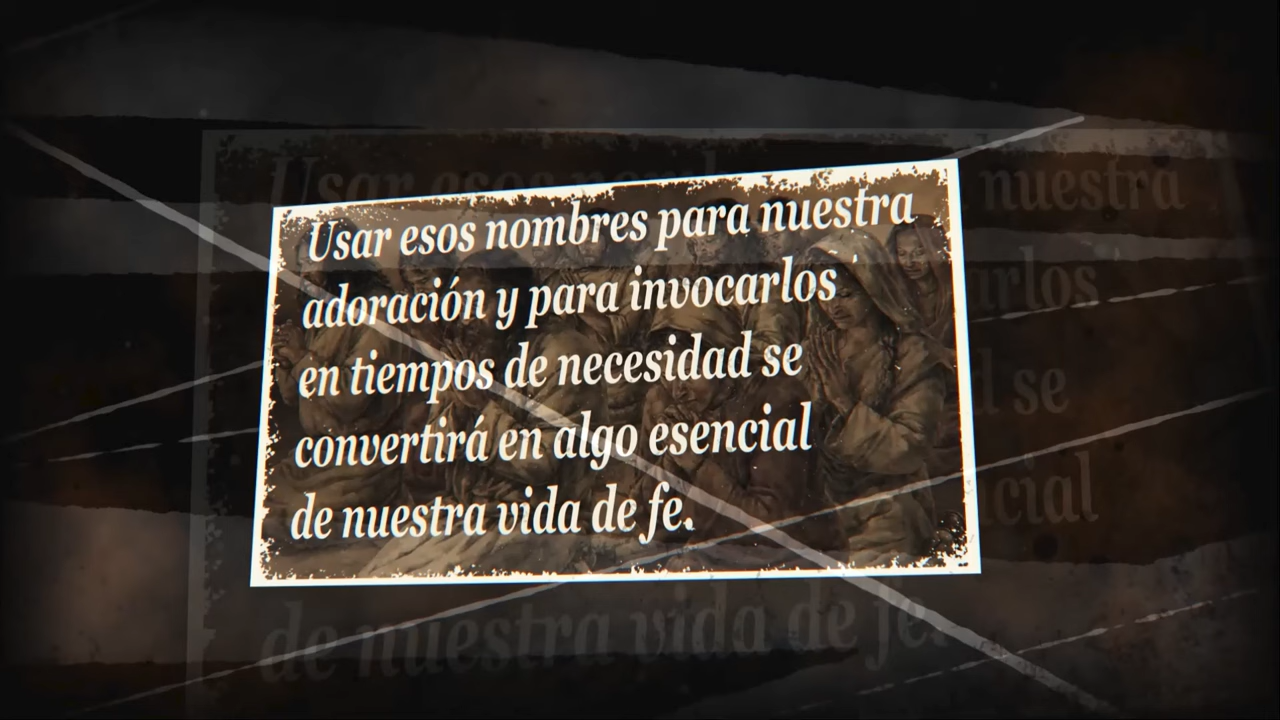 Usar esos nombres para nuestra
adoración y para invocarlos
en tiempos de necesidad se
convertirá en algo esencial
de nuestra vida de fe.